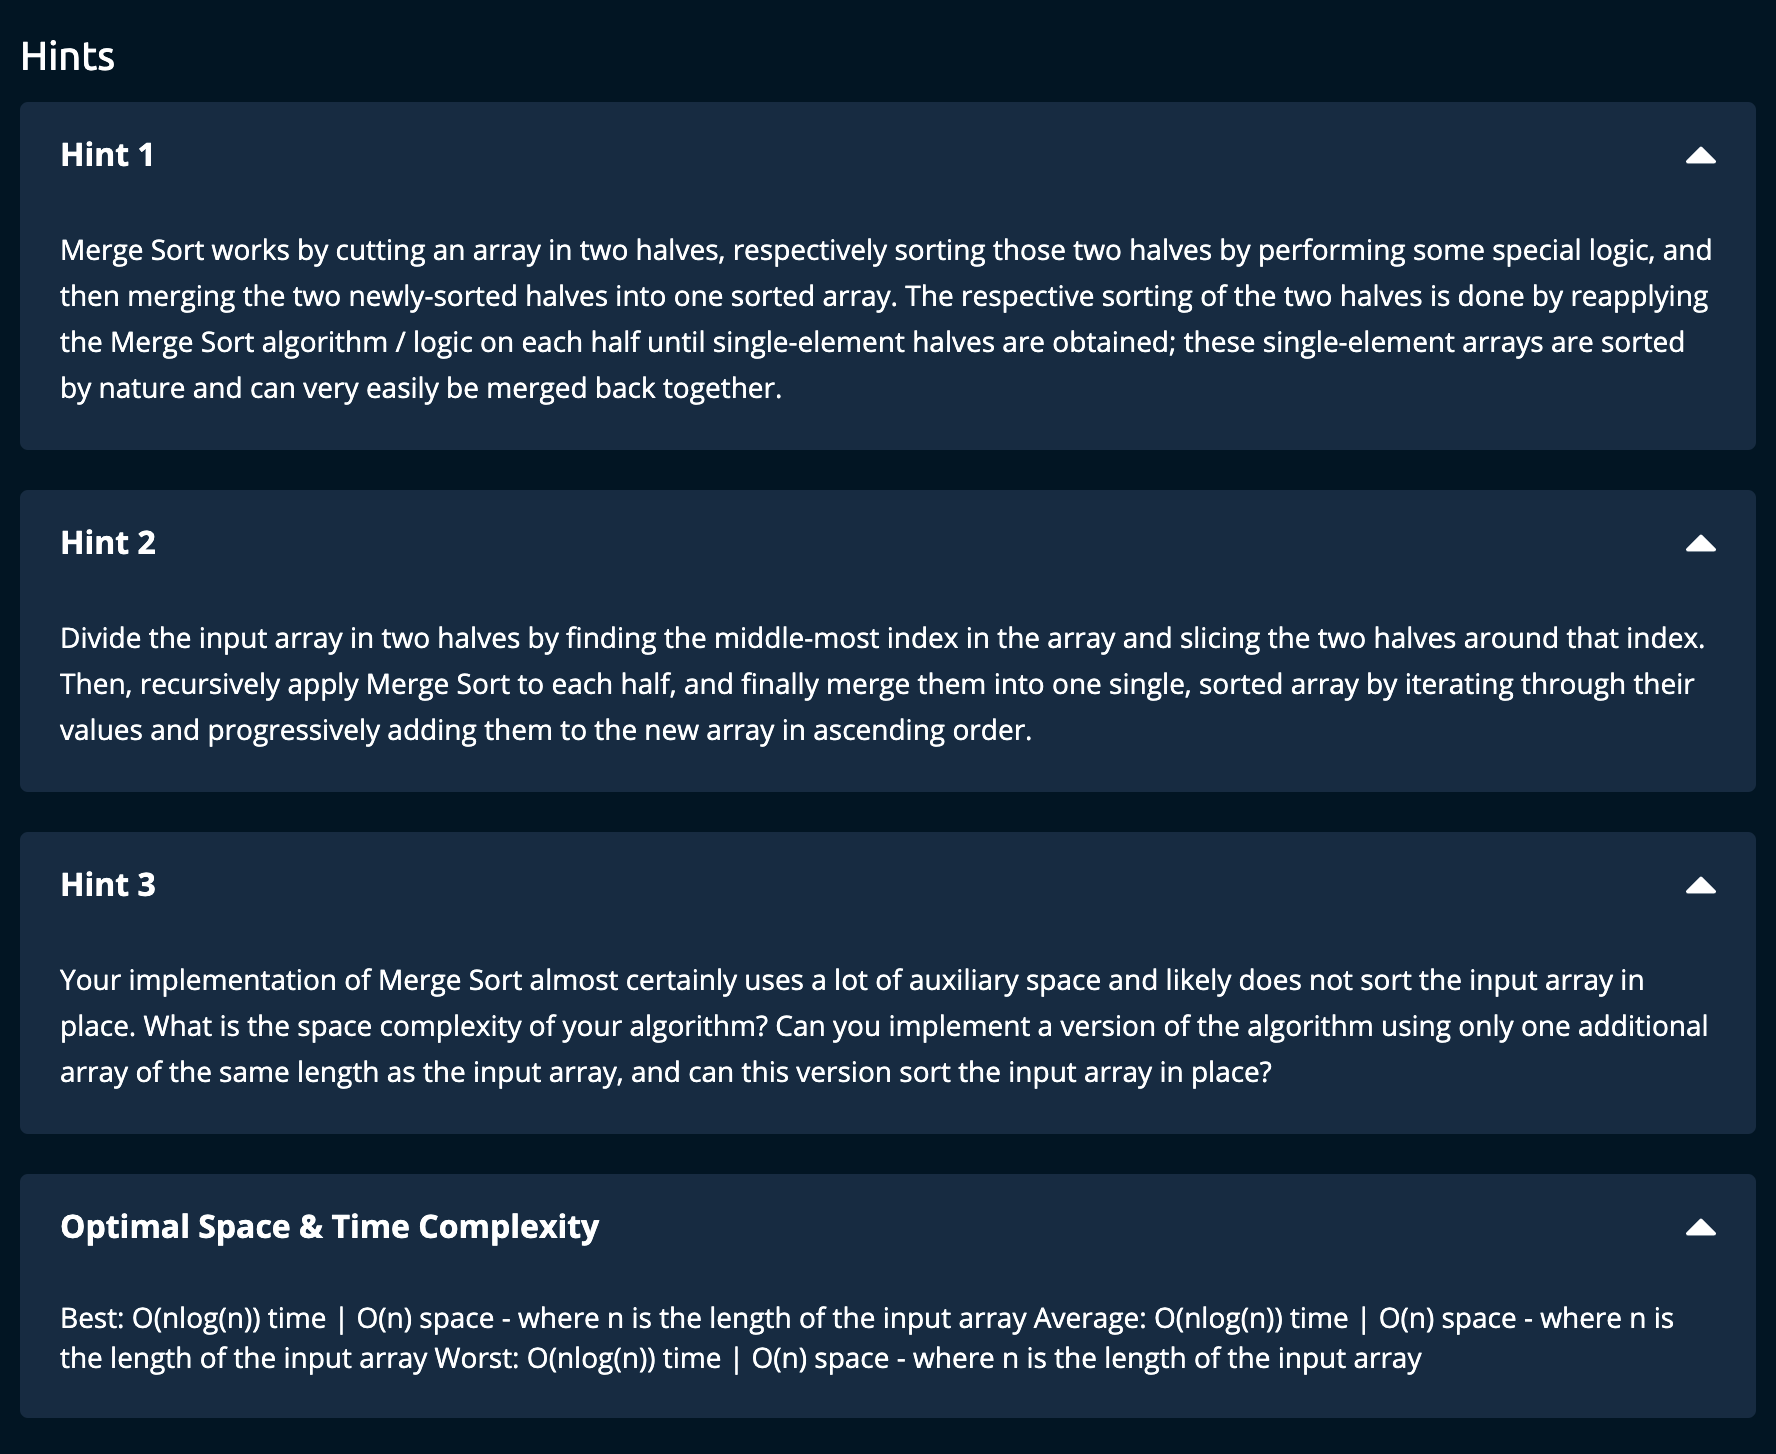 Hints
Hint 1
Merge Sort works by cutting an array in two halves, respectively sorting those two halves by performing some special logic, and
then merging the two newly-sorted halves into one sorted array. The respective sorting of the two halves is done by reapplying
the Merge Sort algorithm / logic on each half until single-element halves are obtained; these single-element arrays are sorted
by nature and can very easily be merged back together.
Hint 2
Divide the input array in two halves by finding the middle-most index in the array and slicing the two halves around that index.
Then, recursively apply Merge Sort to each half, and finally merge them into one single, sorted array by iterating through their
values and progressively adding them to the new array in ascending order.
Hint 3
Your implementation of Merge Sort almost certainly uses a lot of auxiliary space and likely does not sort the input array in
place. What is the space complexity of your algorithm? Can you implement a version of the algorithm using only one additional
array of the same length as the input array, and can this version sort the input array in place?
Optimal Space & Time Complexity
Best: O(nlog(n)) time | O(n) space - where n is the length of the input array Average: O(nlog(n)) time | O(n) space - where n is
the length of the input array Worst: O(nlog(n)) time | O(n) space - where n is the length of the input array